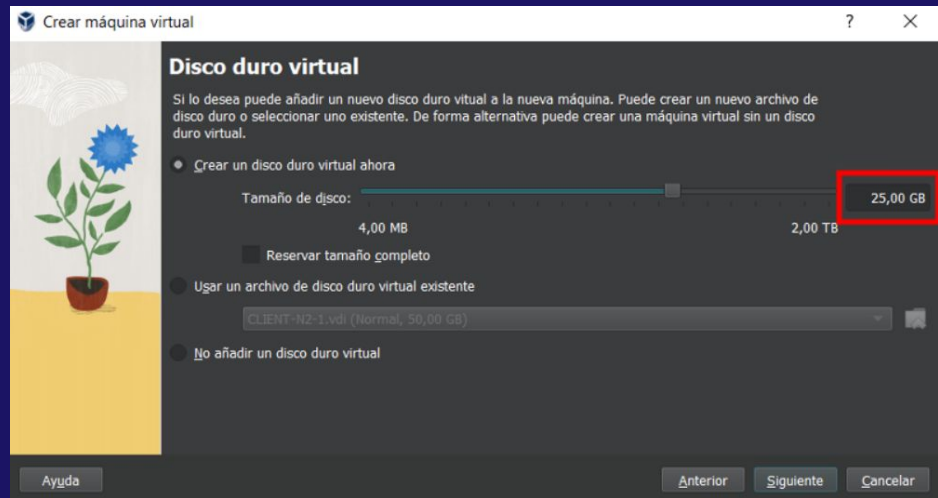 Crear máquina virtual
Disco duro virtual
Si lo desea puede añadir un nuevo disco duro vitual a la nueva máquina. Puede crear un nuevo archivo de
disco duro o seleccionar uno existente. De forma alternativa puede crear una máquina virtual sin un disco
duro virtual.
Crear un disco duro virtual ahora
Tamaño de disco: 25,00 GB
4,00 MB 2,00 TB
Reservar tamaño completo
Usar un archivo de disco duro virtual existente
CLIENT-N2-1.vdi (Normal, 50,00 GB)
No añadir un disco duro virtual
Ayuda Anterior Siguiente Cancelar